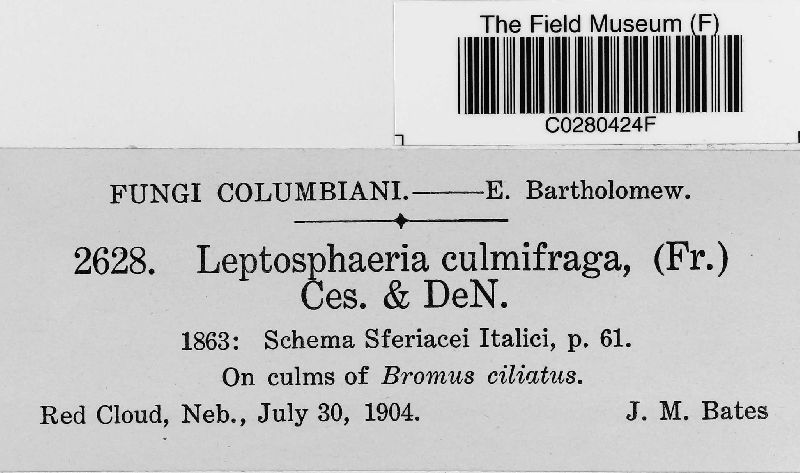 The Field Museum (F)
C0280424F
FUNGI COLUMBIANI.——E. Bartholomew.
2628. Leptosphaeria culmifraga, (Fr.)
Ces. & DeN.
1863: Schema Sferiacei Italici, p. 61.
On culms of Bromus ciliatus.
Red Cloud, Neb., July 30, 1904. J. M. Bates